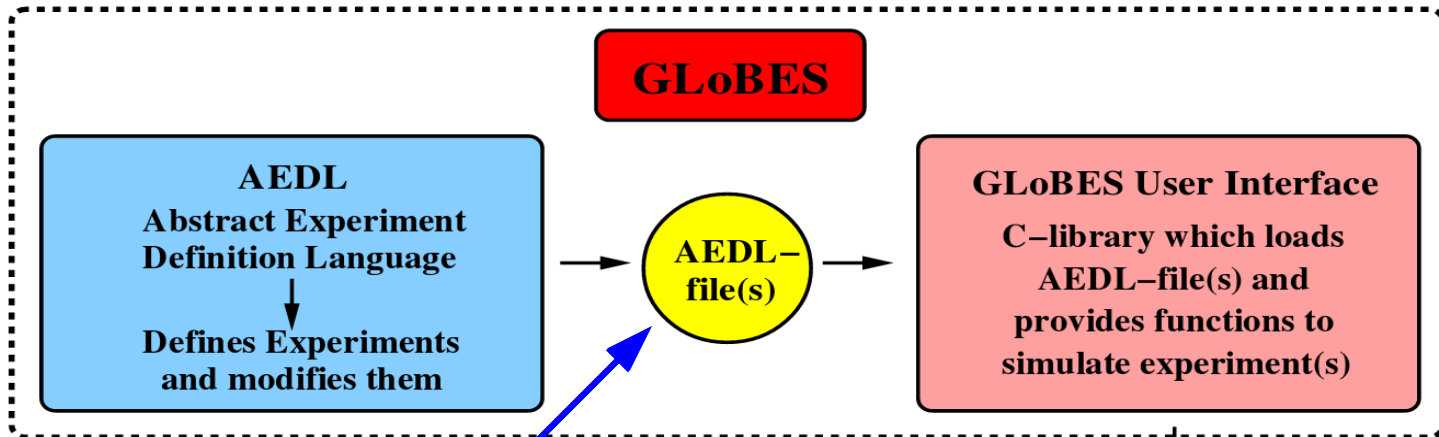 GLoBES
AEDL
Abstract Experiment
Definition Language
Defines Experiments
and modifies them
AEDL−
file(s)
GLoBES User Interface
C−library which loads
AEDL−file(s) and
provides functions to
simulate experiment(s)